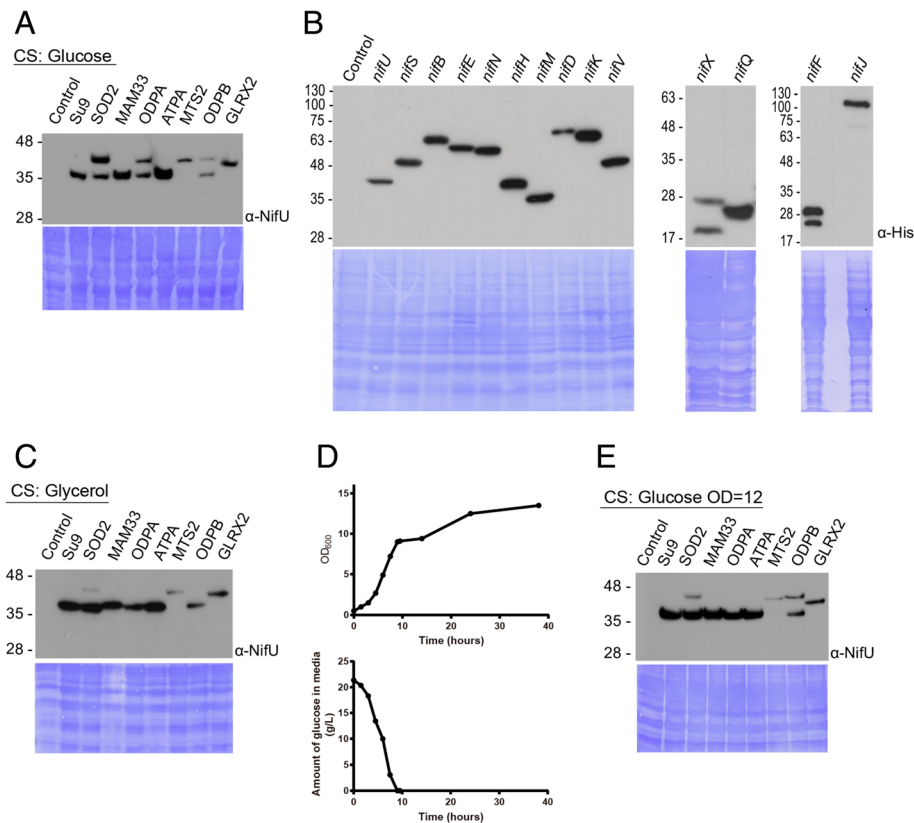 A
CS: Glucose
Control
Su9
SOD2
MAM33
ODPA
ATPA
MTS2
ODPB
GLRX2
48 -
35 -
28 -
α-NifU
B
Control
nifU
nifS
nifB
nifE
nifN
nifH
nifM
nifD
nifK
nifV
130 -
100 -
75 -
63 -
48 -
35 -
28 -
nifX
nifQ
63 -
48 -
35 -
28 -
17 -
nifF
nifJ
130 -
100 -
75 -
63 -
48 -
35 -
28 -
17 -
α-His
C
CS: Glycerol
Control
Su9
SOD2
MAM33
ODPA
ATPA
MTS2
ODPB
GLRX2
48 -
35 -
28 -
α-NifU
D
OD600
15
10
5
0
0 10 20 30 40
Time (hours)
Amount of glucose in media
(g/L)
25
20
15
10
5
0
0 10 20 30 40
Time (hours)
E
CS: Glucose OD=12
Control
Su9
SOD2
MAM33
ODPA
ATPA
MTS2
ODPB
GLRX2
48 -
35 -
28 -
α-NifU